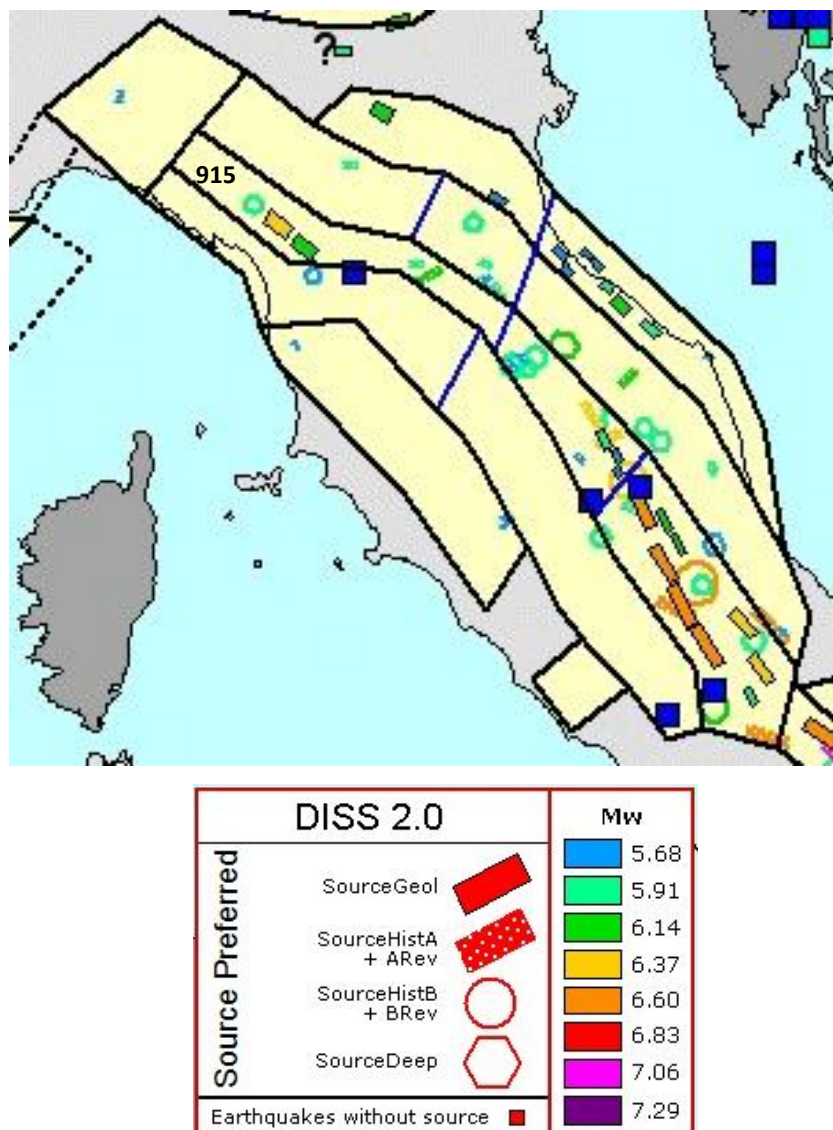 ?
915
DISS 2.0
Mw
Source Preferred
SourceGeol
SourceHistA
+ ARev
SourceHistB
+ BRev
SourceDeep
Earthquakes without source
5.68
5.91
6.14
6.37
6.60
6.83
7.06
7.29